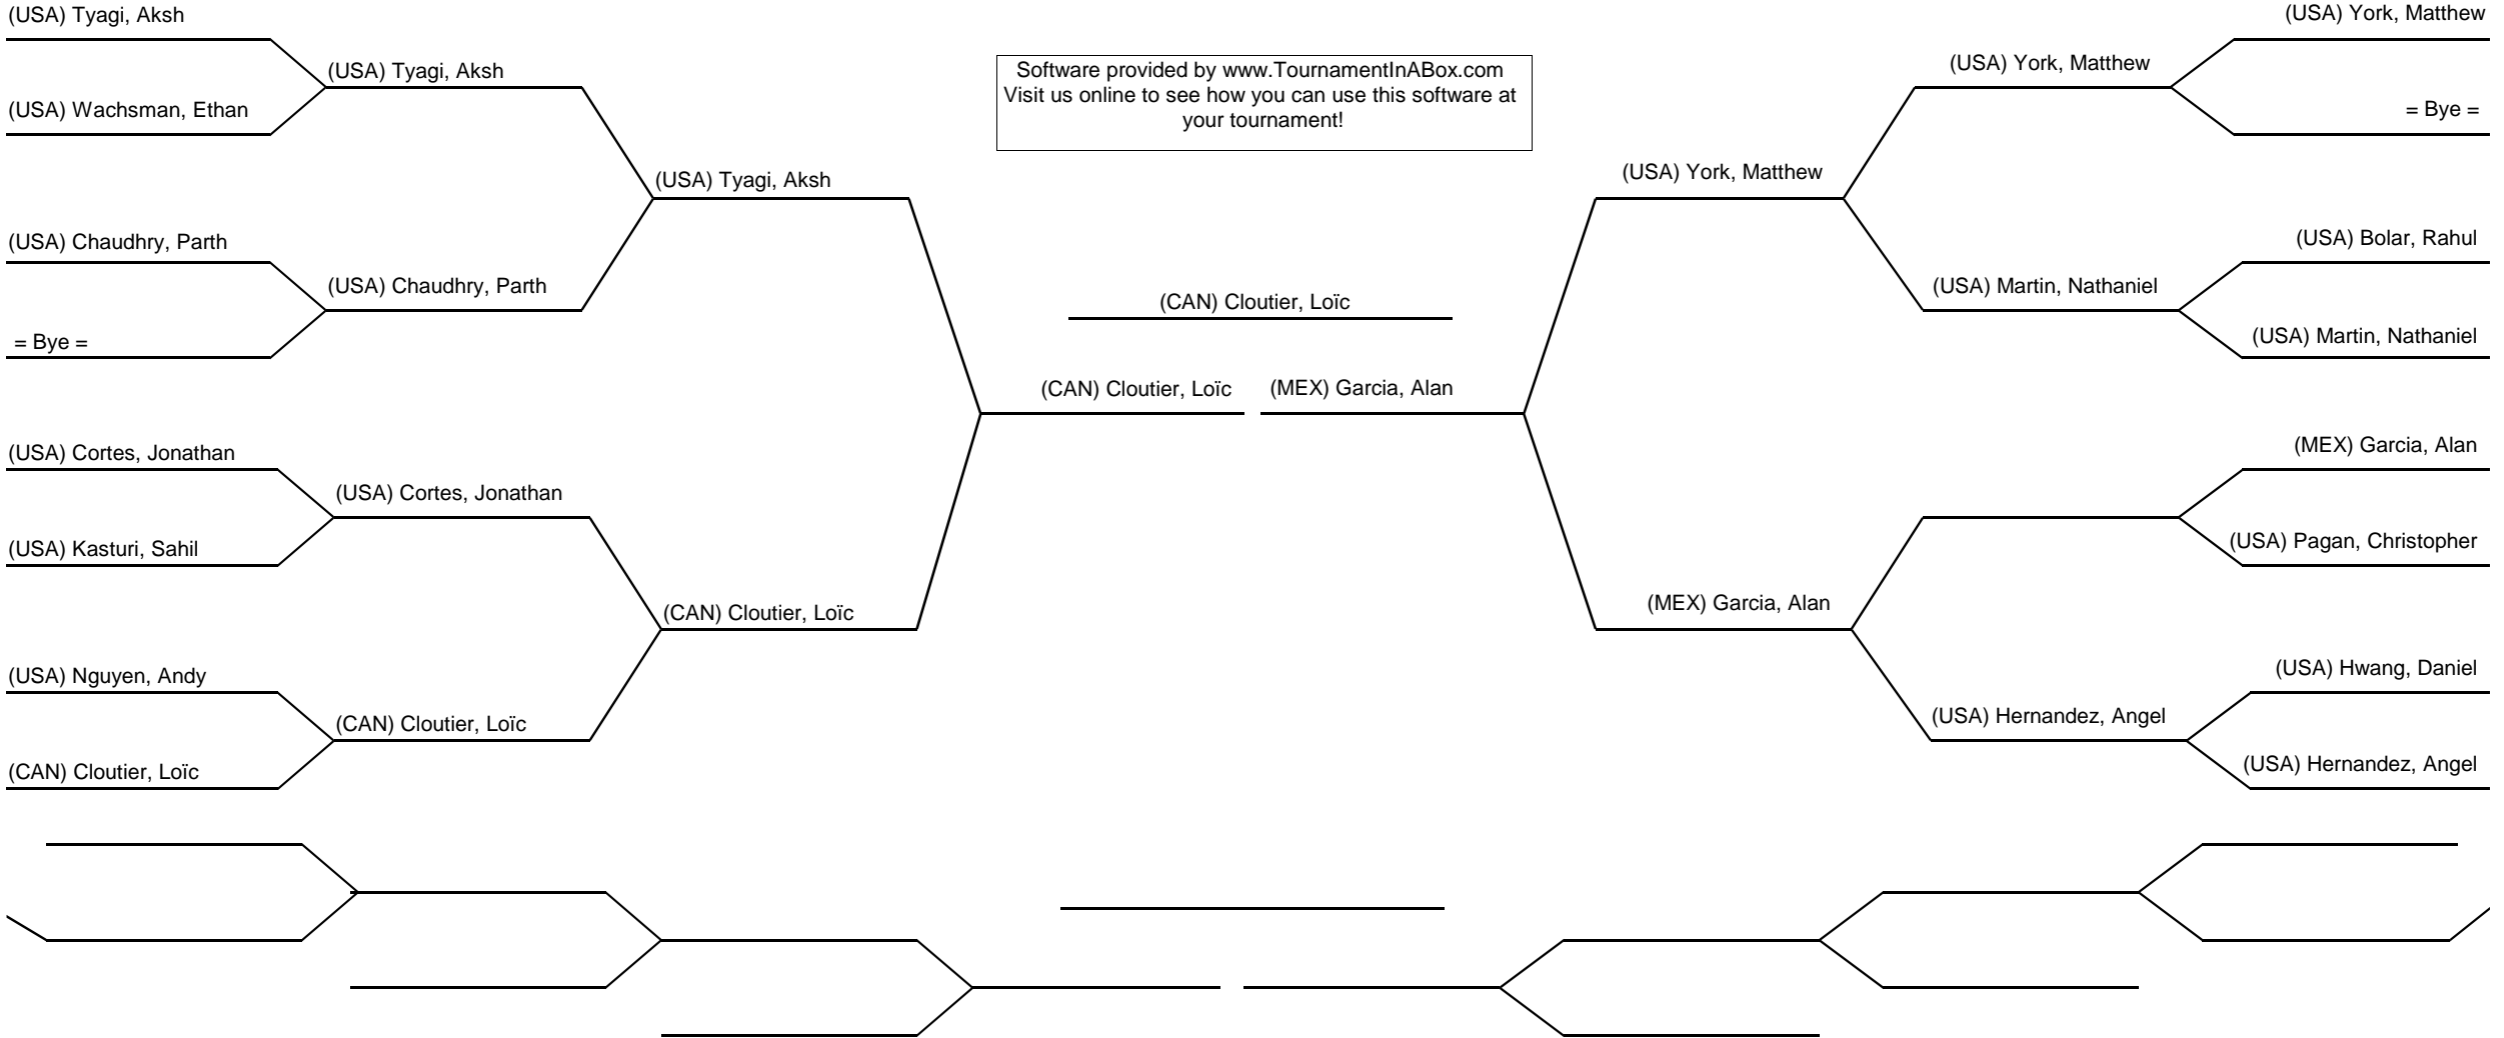 (USA) Tyagi, Aksh
(USA) Wachsman, Ethan
(USA) Chaudhry, Parth
= Bye =
(USA) Cortes, Jonathan
(USA) Kasturi, Sahil
(USA) Nguyen, Andy
(CAN) Cloutier, Loïc
(USA) Tyagi, Aksh
(USA) Chaudhry, Parth
(USA) Cortes, Jonathan
(CAN) Cloutier, Loïc
(USA) Tyagi, Aksh
(CAN) Cloutier, Loïc
Software provided by www.TournamentInABox.com
Visit us online to see how you can use this software at
your tournament!
(CAN) Cloutier, Loïc
(CAN) Cloutier, Loïc
(MEX) Garcia, Alan
(USA) York, Matthew
(MEX) Garcia, Alan
(USA) York, Matthew
(USA) Martin, Nathaniel
(USA) Hernandez, Angel
(USA) York, Matthew
= Bye =
(USA) Bolar, Rahul
(USA) Martin, Nathaniel
(MEX) Garcia, Alan
(USA) Pagan, Christopher
(USA) Hwang, Daniel
(USA) Hernandez, Angel